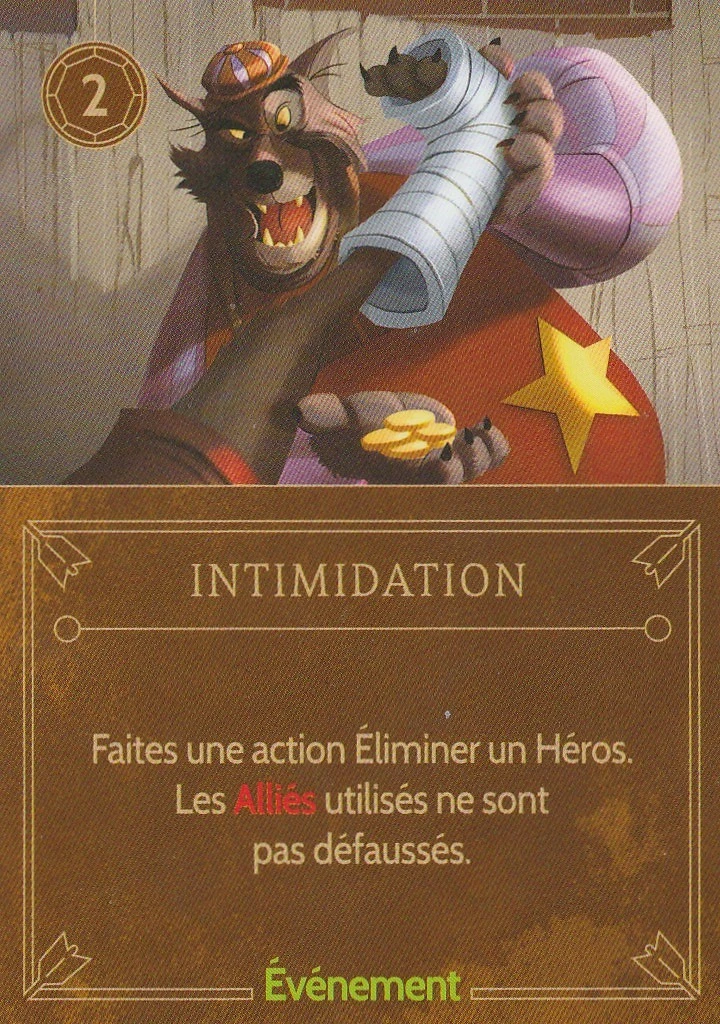 2
INTIMIDATION
Faites une action Éliminer un Héros.
Les Alliés utilisés ne sont
pas défaussés.
Événement